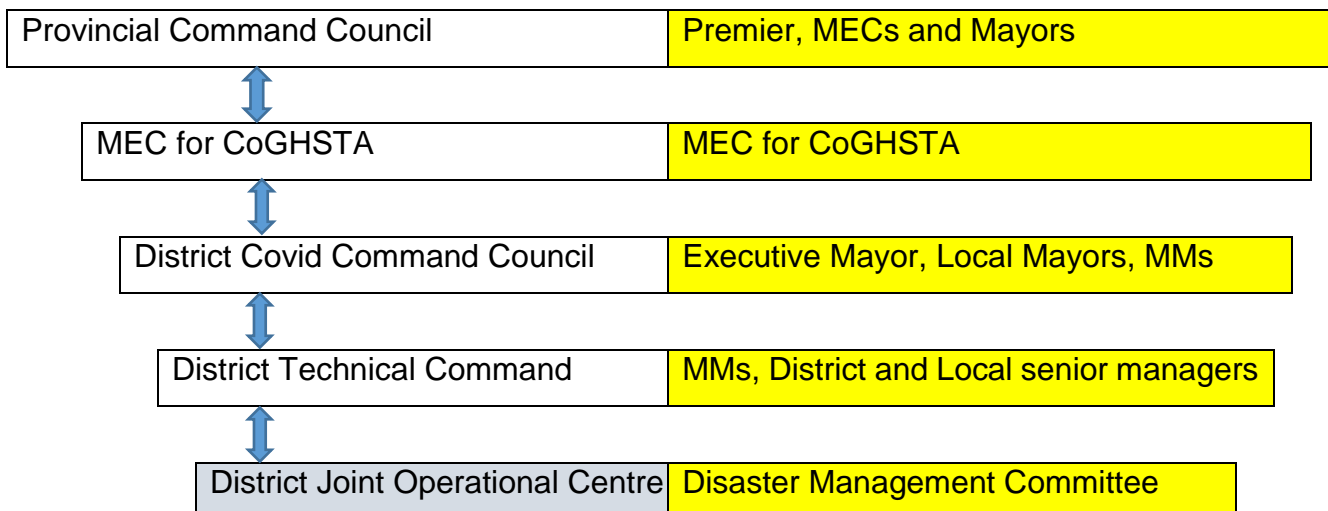 Provincial Command Council
Premier, MECs and Mayors
MEC for CoGHSTA
MEC for CoGHSTA
District Covid Command Council
Executive Mayor, Local Mayors, MMs
District Technical Command
MMs, District and Local senior managers
District Joint Operational Centre
Disaster Management Committee